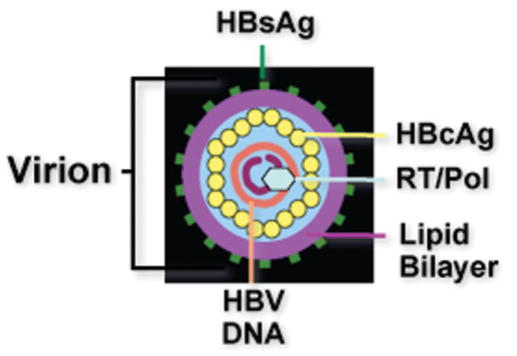 HBsAg
HBcAg
Virion
RT/Pol
Lipid
Bilayer
HBV
DNA